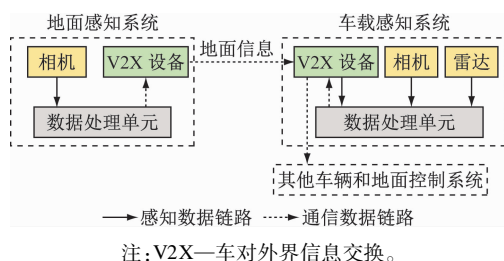 地面感知系统
车载感知系统
相机
V2X 设备
地面信息
V2X 设备
相机
雷达
数据处理单元
数据处理单元
其他车辆和地面控制系统
感知数据链路
通信数据链路
注:V2X—车对外界信息交换。